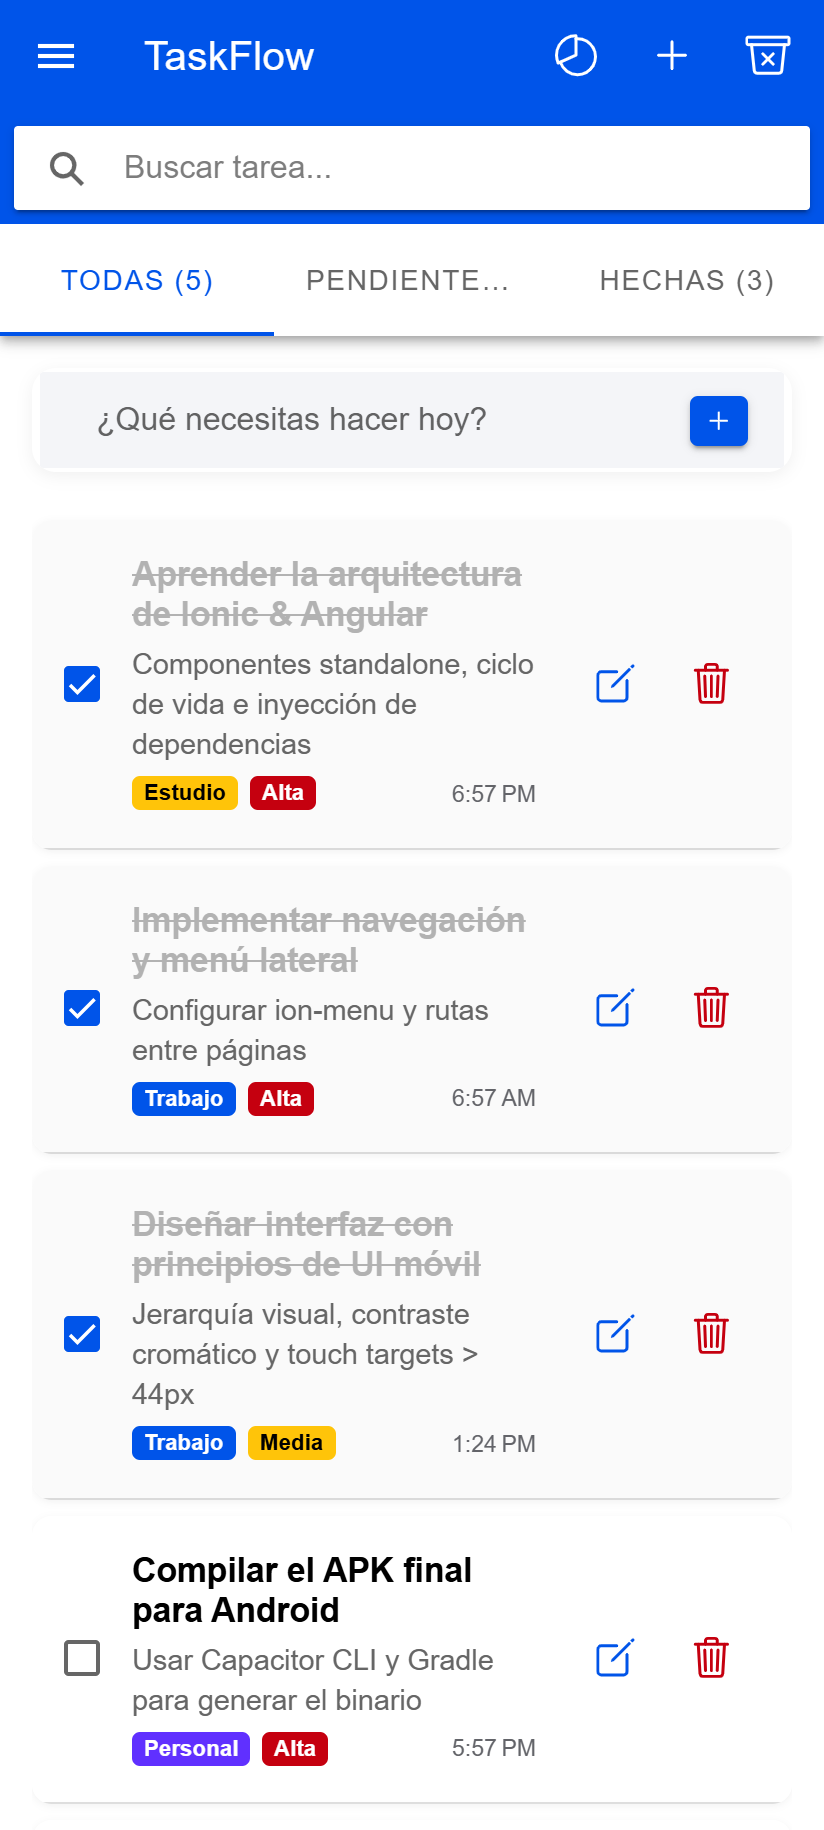 TaskFlow
Buscar tarea...
TODAS (5) PENDIENTE... HECHAS (3)
¿Qué necesitas hacer hoy?
Aprender la arquitectura
de Ionic & Angular
Componentes standalone, ciclo
de vida e inyección de
dependencias
Estudio Alta 6:57 PM
Implementar navegación
y menú lateral
Configurar ion-menu y rutas
entre páginas
Trabajo Alta 6:57 AM
Diseñar interfaz con
principios de UI móvil
Jerarquía visual, contraste
cromático y touch targets >
44px
Trabajo Media 1:24 PM
Compilar el APK final
para Android
Usar Capacitor CLI y Gradle
para generar el binario
Personal Alta 5:57 PM